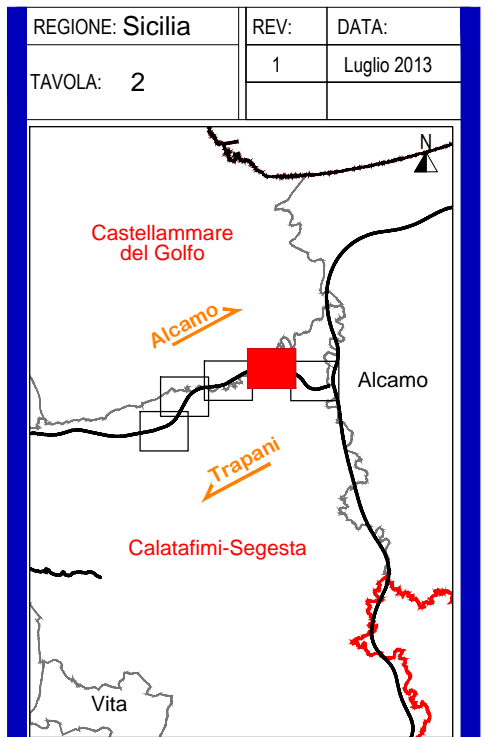 REGIONE: Sicilia
REV:
DATA:
TAVOLA: 2
1
Luglio 2013
N
Castellammare
del Golfo
Alcamo
Alcamo
Trapani
Calatafimi-Segesta
Vita